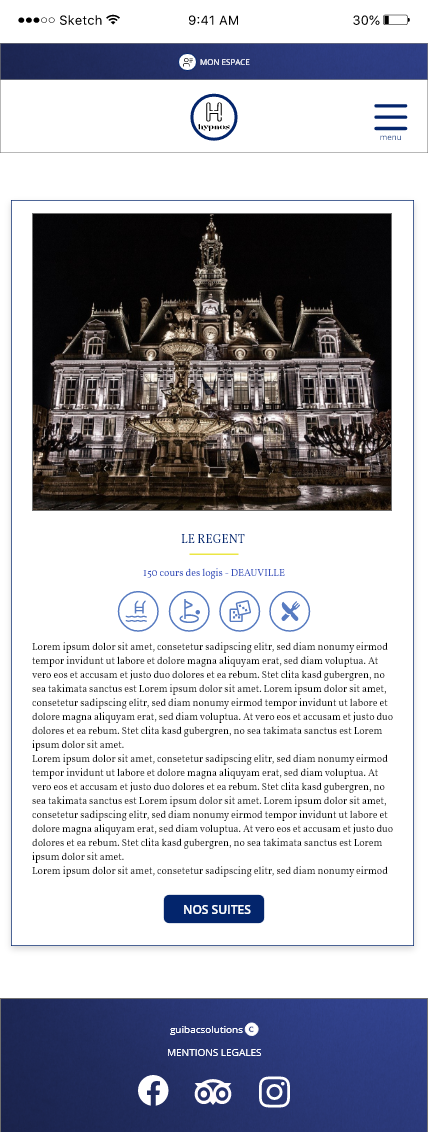 Sketch 9:41 AM 30%
MON ESPACE
H
hypnos
menu
LE REGENT
150 cours des logis - DEAUVILLE
Lorem ipsum dolor sit amet, consetetur sadipscing elitr, sed diam nonumy eirmod
tempor invidunt ut labore et dolore magna aliquyam erat, sed diam voluptua. At
vero eos et accusam et justo duo dolores et ea rebum. Stet clita kasd gubergren, no
sea takimata sanctus est Lorem ipsum dolor sit amet. Lorem ipsum dolor sit amet,
consetetur sadipscing elitr, sed diam nonumy eirmod tempor invidunt ut labore et
dolore magna aliquyam erat, sed diam voluptua. At vero eos et accusam et justo duo
dolores et ea rebum. Stet clita kasd gubergren, no sea takimata sanctus est Lorem
ipsum dolor sit amet.
Lorem ipsum dolor sit amet, consetetur sadipscing elitr, sed diam nonumy eirmod
tempor invidunt ut labore et dolore magna aliquyam erat, sed diam voluptua. At
vero eos et accusam et justo duo dolores et ea rebum. Stet clita kasd gubergren, no
sea takimata sanctus est Lorem ipsum dolor sit amet. Lorem ipsum dolor sit amet,
consetetur sadipscing elitr, sed diam nonumy eirmod tempor invidunt ut labore et
dolore magna aliquyam erat, sed diam voluptua. At vero eos et accusam et justo duo
dolores et ea rebum. Stet clita kasd gubergren, no sea takimata sanctus est Lorem
ipsum dolor sit amet.
Lorem ipsum dolor sit amet, consetetur sadipscing elitr, sed diam nonumy eirmod
NOS SUITES
guibacsolutions C
MENTIONS LEGALES